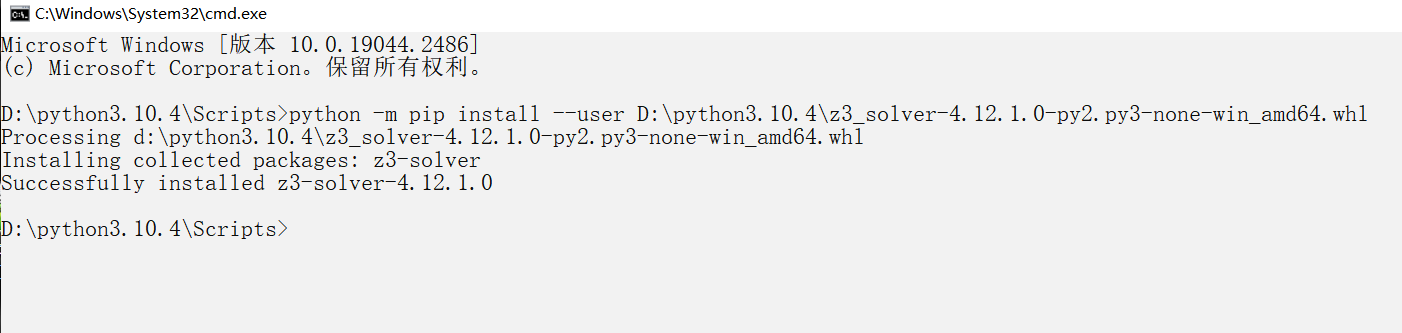 C:\Windows\System32\cmd.exe
Microsoft Windows [版本 10.0.19044.2486]
(c) Microsoft Corporation。保留所有权利。
D:\python3.10.4\Scripts>python -m pip install --user D:\python3.10.4\z3_solver-4.12.1.0-py2.py3-none-win_amd64.whl
Processing d:\python3.10.4\z3_solver-4.12.1.0-py2.py3-none-win_amd64.whl
Installing collected packages: z3-solver
Successfully installed z3-solver-4.12.1.0
D:\python3.10.4\Scripts>